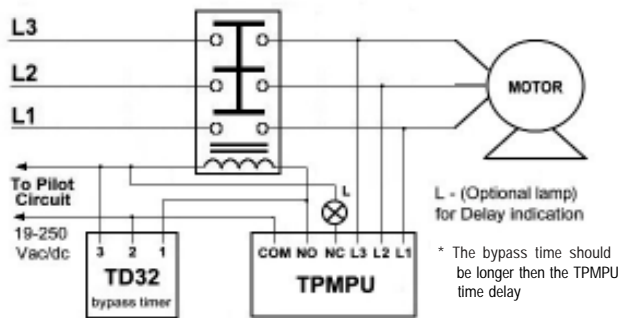 L3
L2
L1
MOTOR
To Pilot
Circuit
19-250
Vac/dc
L
L - (Optional lamp)
for Delay indication
3 2 1
TD32
bypass timer
COM NO NC L3 L2 L1
TPMPU
* The bypass time should
be longer then the TPMPU
time delay